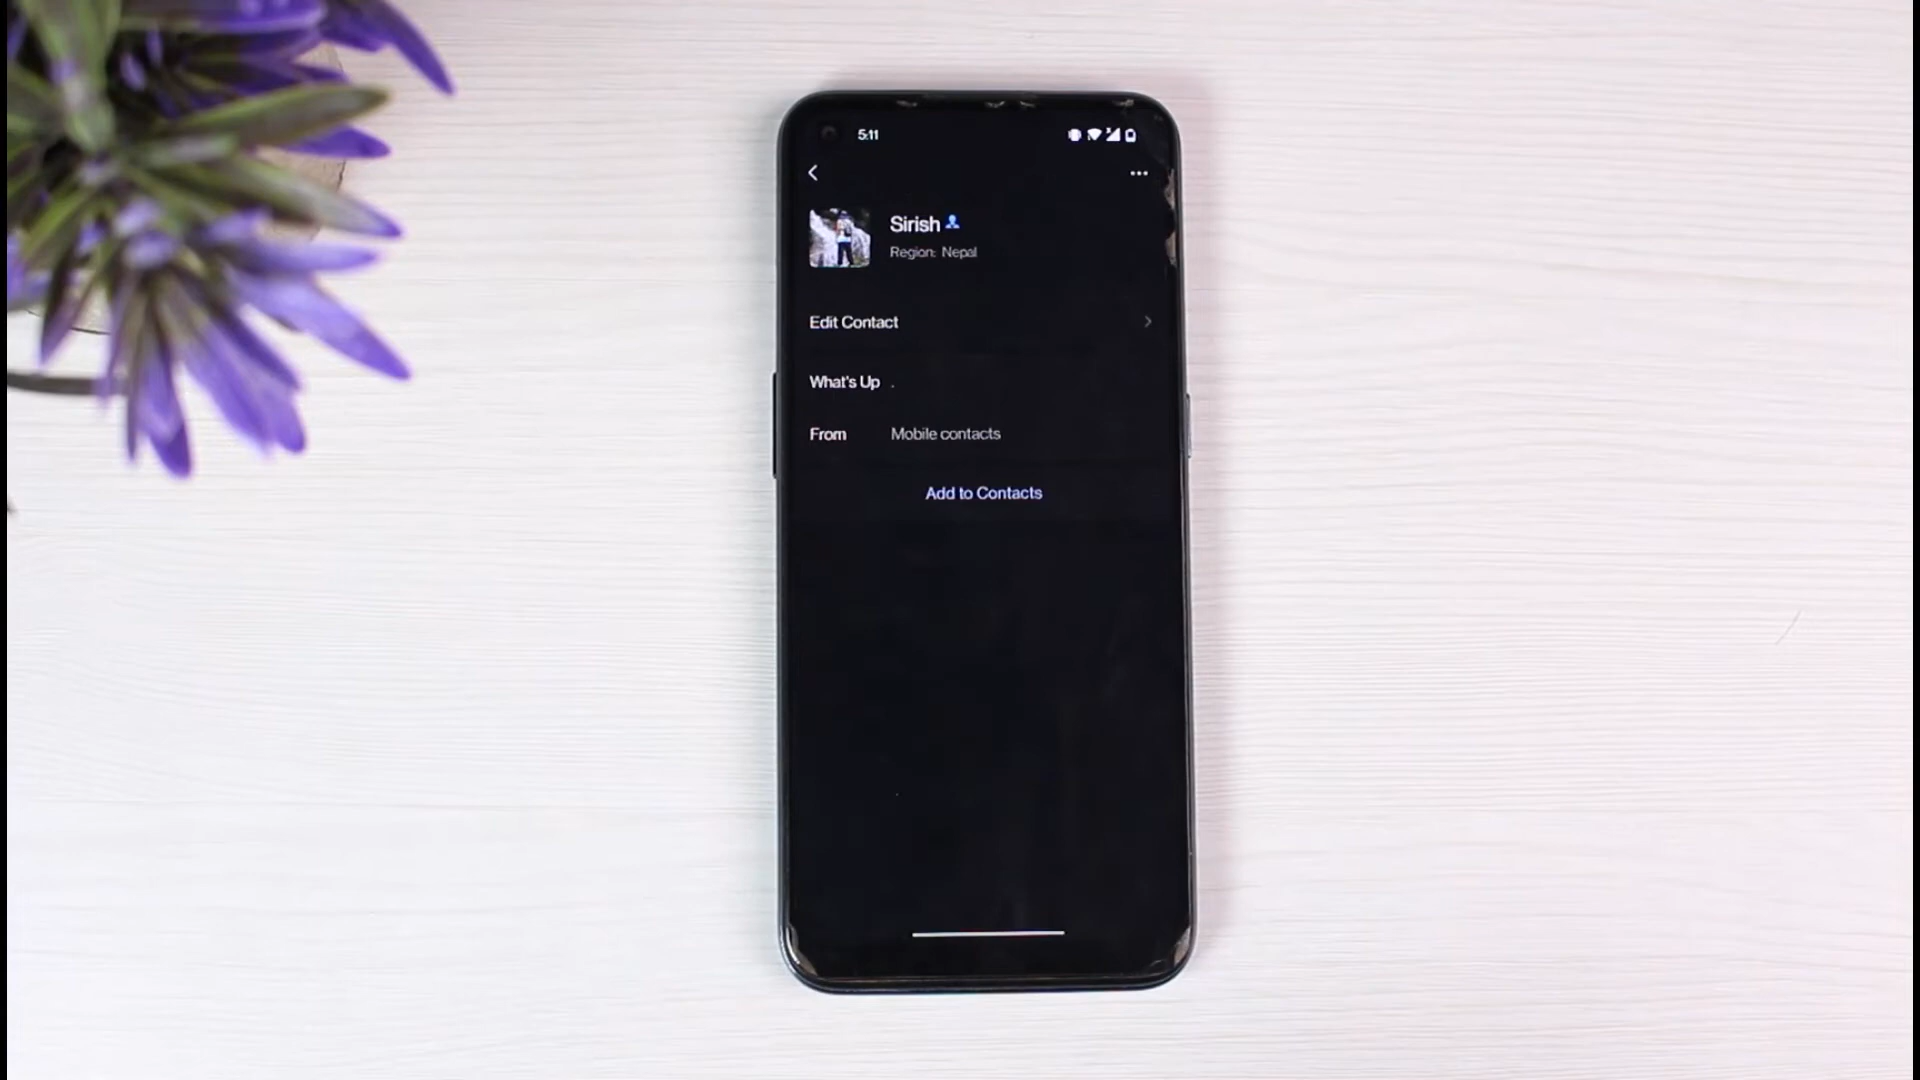 5:11
Sirish
Region: Nepal
Edit Contact
What's Up .
From Mobile contacts
Add to Contacts